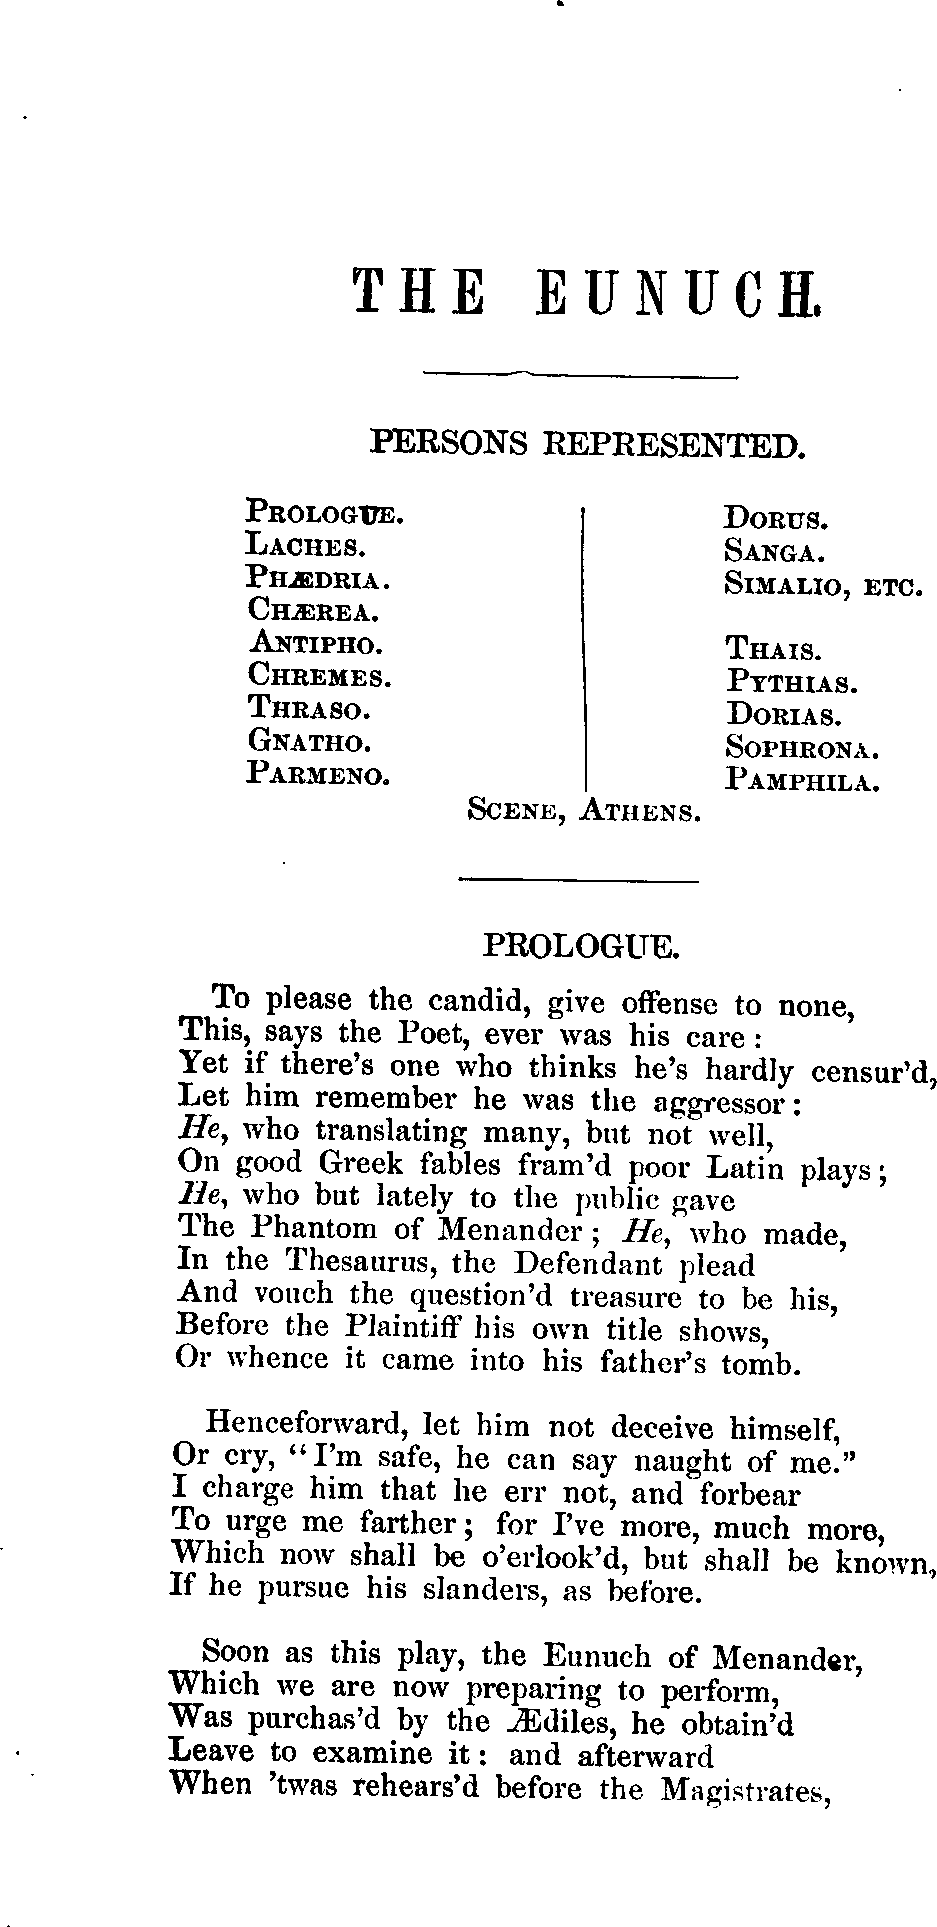 THE EUNUCH.
PERSONS REPRESENTED.
PROLOGUE.
LACHES.
PHÆDRIA.
CHÆREA.
ANTIPHO.
CHREMES.
THRASO.
GNATHO.
PARMENO.
DORUS.
SANGA.
SIMALIO, ETC.
THAIS.
PYTHIAS.
DORIAS.
SOPHRONA.
PAMPHILA.
SCENE, ATHENS.
PROLOGUE.
To please the candid, give offense to none,
This, says the Poet, ever was his care :
Yet if there's one who thinks he's hardly censur'd,
Let him remember he was the aggressor :
He, who translating many, but not well,
On good Greek fables fram'd poor Latin plays ;
He, who but lately to the public gave
The Phantom of Menander ; He, who made,
In the Thesaurus, the Defendant plead
And vouch the question'd treasure to be his,
Before the Plaintiff his own title shows,
Or whence it came into his father's tomb.
Henceforward, let him not deceive himself,
Or cry, “I'm safe, he can say naught of me.”
I charge him that he err not, and forbear
To urge me farther ; for I've more, much more,
Which now shall be o'erlook'd, but shall be known,
If he pursue his slanders, as before.
Soon as this play, the Eunuch of Menander,
Which we are now preparing to perform,
Was purchas'd by the Ædiles, he obtain'd
Leave to examine it : and afterward
When 'twas rehears'd before the Magistrates,